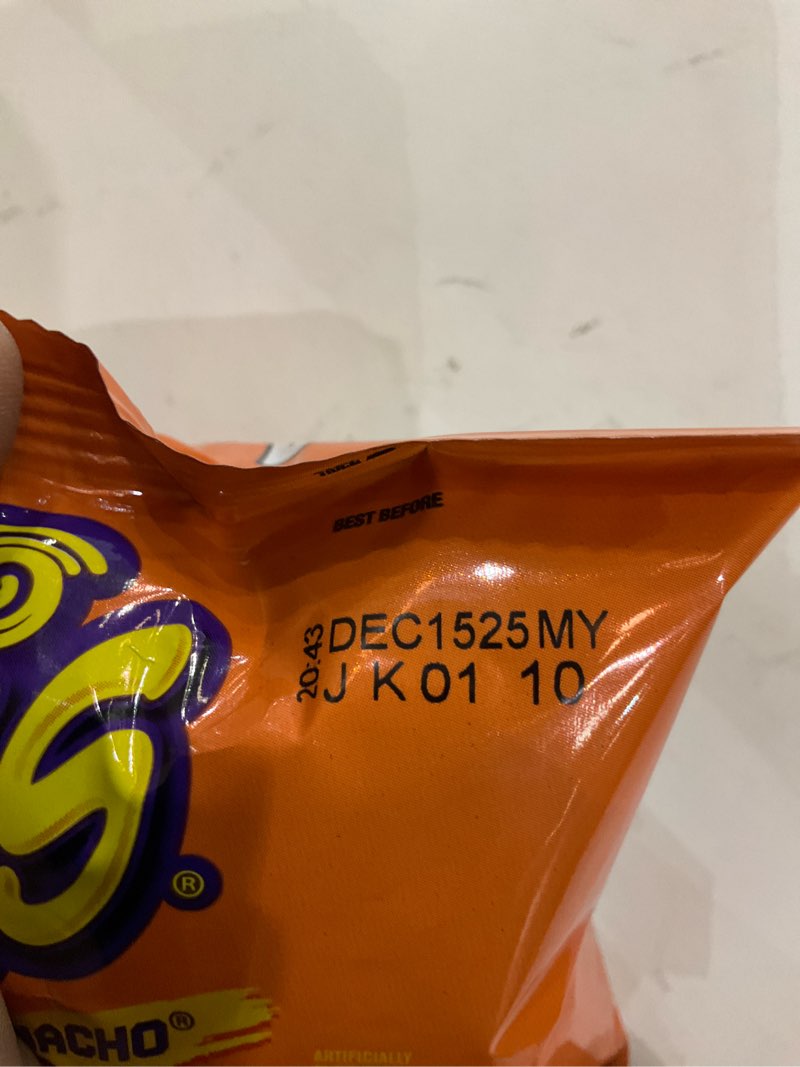 BEST BEFORE
20:43
DEC1525MY
J K01 10
S®
NACHO®
ARTIFICIALLY